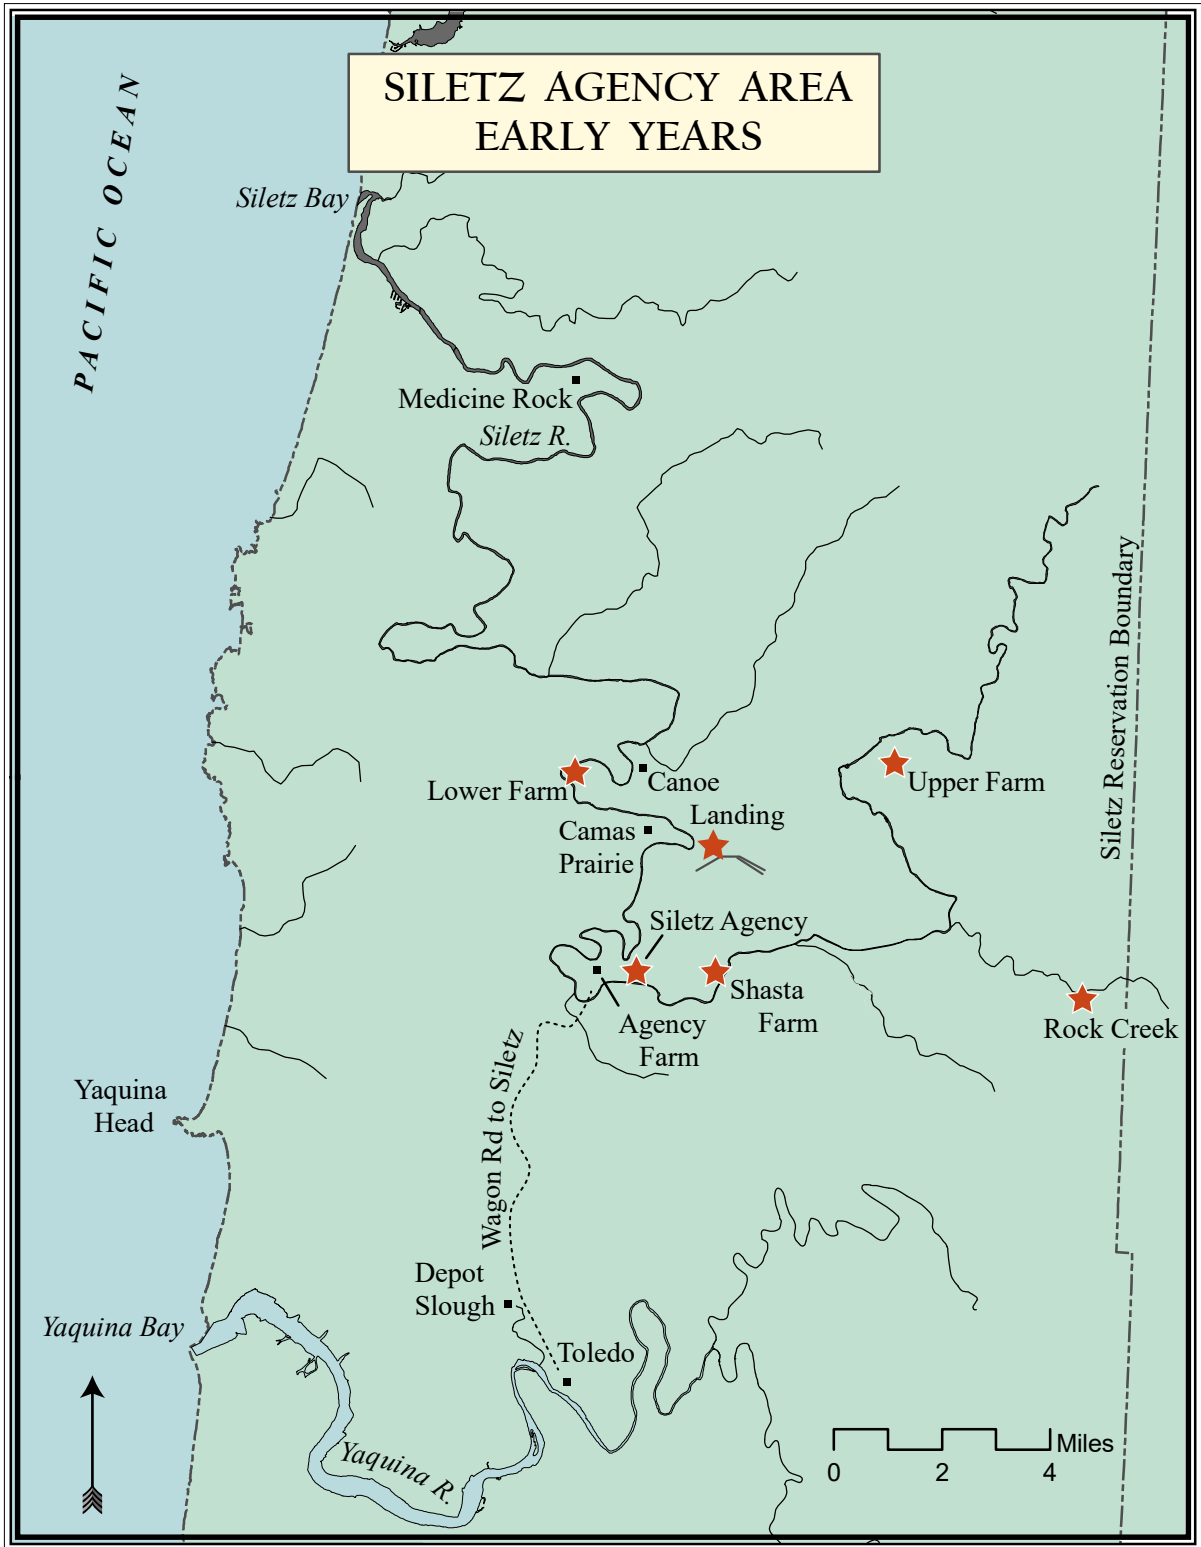 SILETZ AGENCY AREA
EARLY YEARS
PACIFIC OCEAN
Siletz Bay
Medicine Rock
Siletz R.
Siletz Reservation Boundary
Lower Farm
Canoe
Landing
Upper Farm
Camas
Prairie
Siletz Agency
Shasta
Farm
Agency
Farm
Rock Creek
Wagon Rd to Siletz
Yaquina
Head
Depot
Slough
Yaquina Bay
Toledo
Yaquina R.
Miles
0 2 4